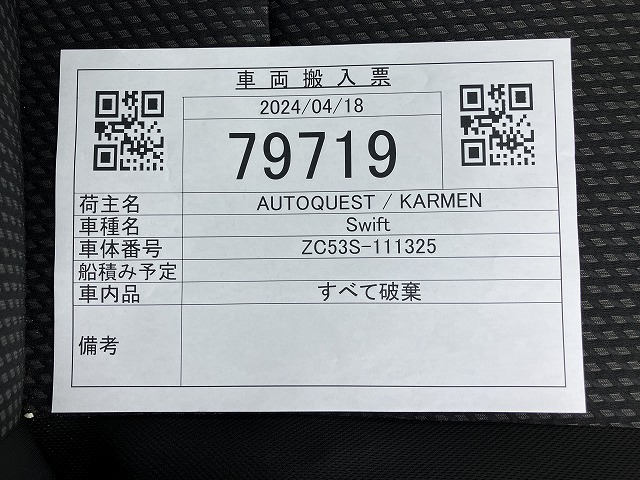 車両搬入票
2024/04/18
79719
荷主名 AUTOQUEST / KARMEN
車種名 Swift
車体番号 ZC53S-111325
船積み予定
車内品 すべて破棄
備考